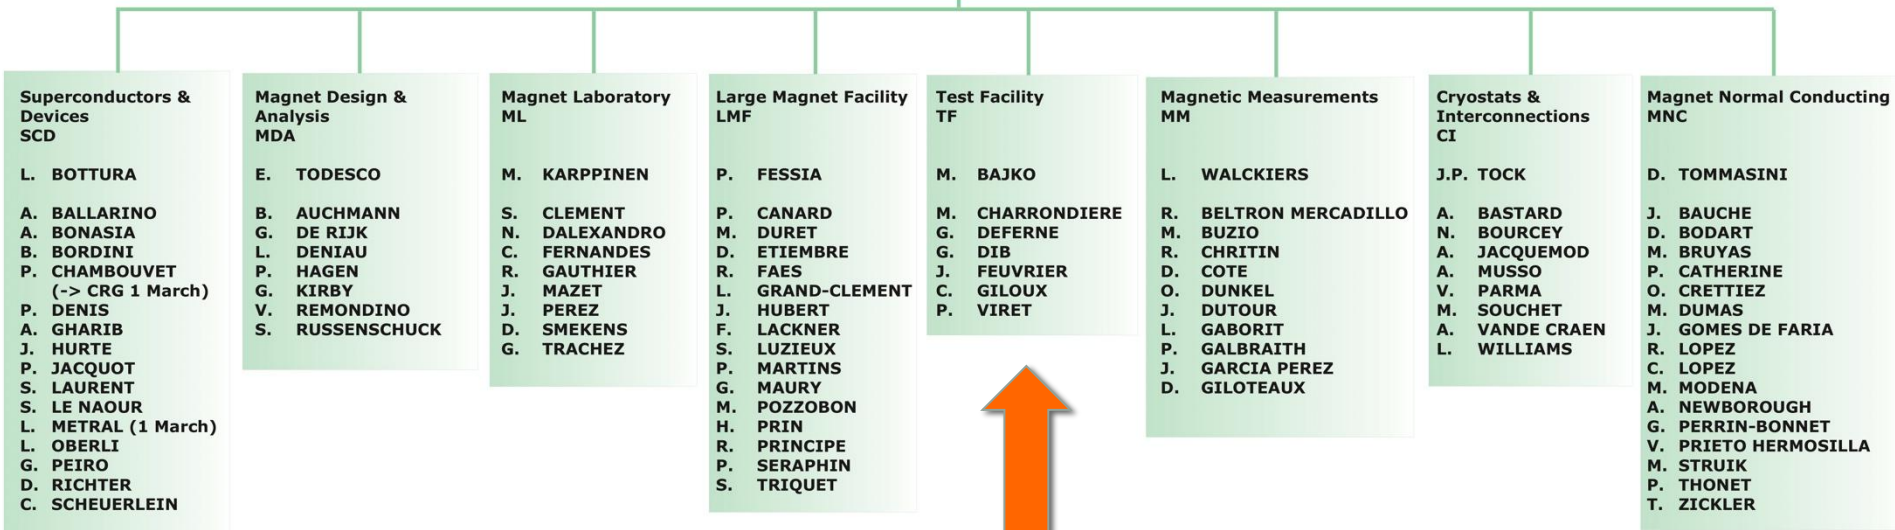 Superconductors &
Devices
SCD
L. BOTTURA
A. BALLARINO
A. BONASIA
B. BORDINI
P. CHAMBOUVET
(-> CRG 1 March)
P. DENIS
A. GHARIB
J. HURTE
P. JACQUOT
S. LAURENT
S. LE NAOUR
L. METRAL (1 March)
L. OBERLI
G. PEIRO
D. RICHTER
C. SCHEUERLEIN
Magnet Design &
Analysis
MDA
E. TODESCO
B. AUCHMANN
G. DE RIJK
L. DENIAU
P. HAGEN
G. KIRBY
V. REMONDINO
S. RUSSENSCHUCK
Magnet Laboratory
ML
M. KARPPINEN
S. CLEMENT
N. DALEXANDRO
C. FERNANDES
R. GAUTHIER
J. MAZET
J. PEREZ
D. SMEKENS
G. TRACHEZ
Large Magnet Facility
LMF
P. FESSIA
P. CANARD
M. DURET
D. ETIEMBRE
R. FAES
L. GRAND-CLEMENT
J. HUBERT
F. LACKNER
S. LUZIEUX
P. MARTINS
G. MAURY
M. POZZOBON
H. PRIN
R. PRINCIPE
P. SERAPHIN
S. TRIQUET
Test Facility
TF
M. BAJKO
M. CHARRONDIERE
G. DEFERNE
G. DIB
J. FEUVRIER
C. GILOUX
P. VIRET
Magnetic Measurements
MM
L. WALCKIERS
R. BELTRON MERCADILLO
M. BUZIO
R. CHRITIN
D. COTE
O. DUNKEL
J. DUTOUR
L. GABORIT
P. GALBRAITH
J. GARCIA PEREZ
D. GILOTEAUX
Cryostats &
Interconnections
CI
J.P. TOCK
A. BASTARD
N. BOURCEY
A. JACQUEMOD
A. MUSSO
V. PARMA
M. SOUCHET
A. VANDE CRAEN
L. WILLIAMS
Magnet Normal Conducting
MNC
D. TOMMASINI
J. BAUCHE
D. BODART
M. BRUYAS
P. CATHERINE
O. CRETTIEZ
M. DUMAS
J. GOMES DE FARIA
R. LOPEZ
C. LOPEZ
M. MODENA
A. NEWBOROUGH
G. PERRIN-BONNET
V. PRIETO HERMOSILLA
M. STRUIK
P. THONET
T. ZICKLER